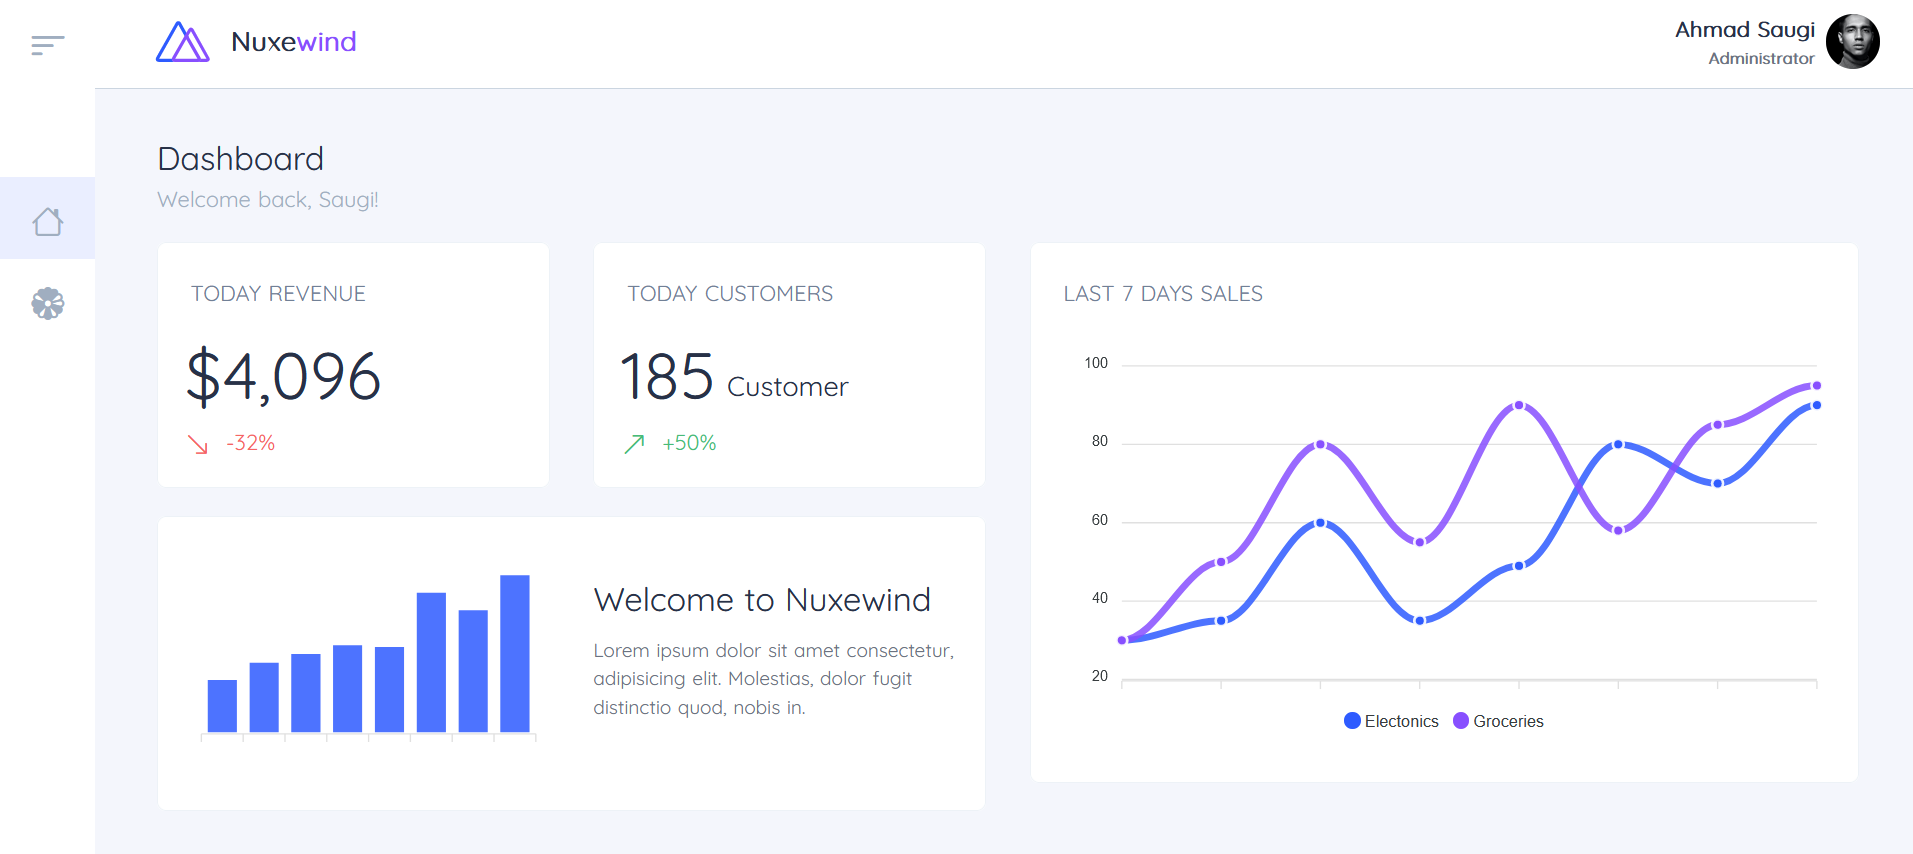 Nuxewind
Ahmad Saugi
Administrator
Dashboard
Welcome back, Saugi!
TODAY REVENUE
$4,096
-32%
TODAY CUSTOMERS
185 Customer
+50%
Welcome to Nuxewind
Lorem ipsum dolor sit amet consectetur,
adipisicing elit. Molestias, dolor fugit
distinctio quod, nobis in.
LAST 7 DAYS SALES
100
80
60
40
20
Electonics Groceries